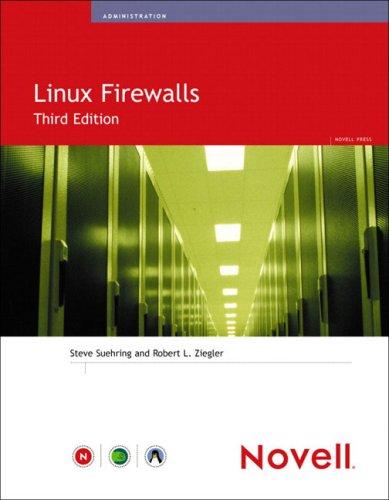 ADMINISTRATION
Linux Firewalls
Third Edition
NOVELL PRESS
Steve Suehring and Robert L. Ziegler
N
Novell®